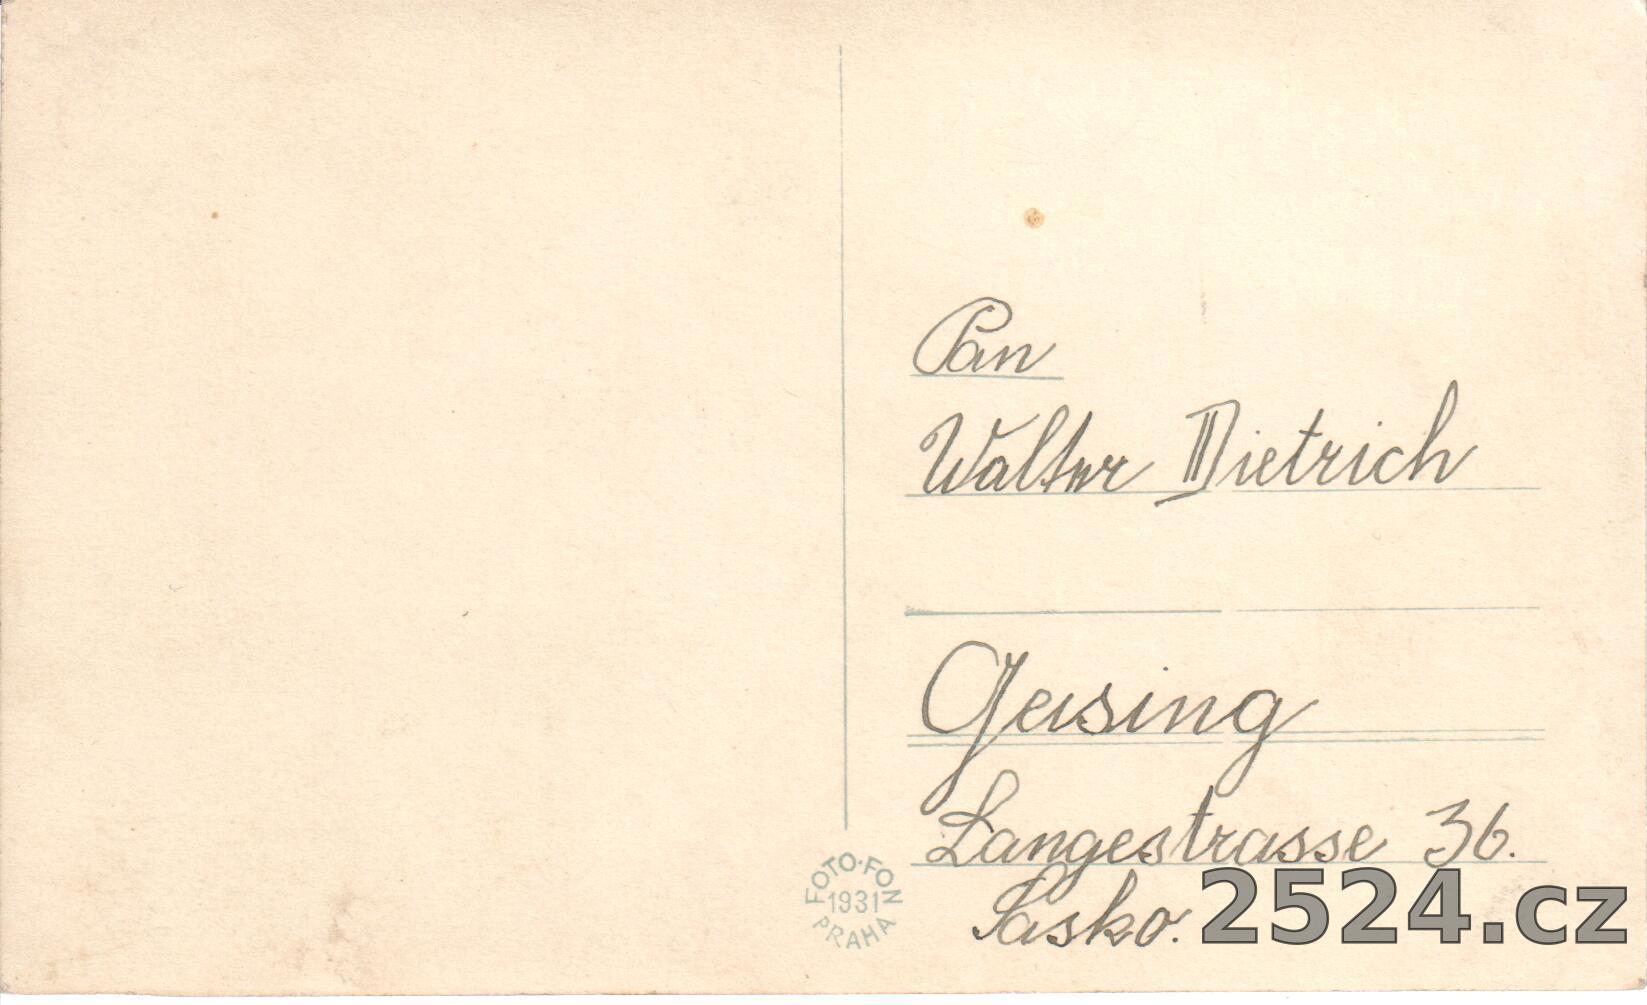 Pan
Walter Dietrich
Geising
Langestrasse 36.
Sasko.
FOTO·FON
1931
PRAHA
2524.cz